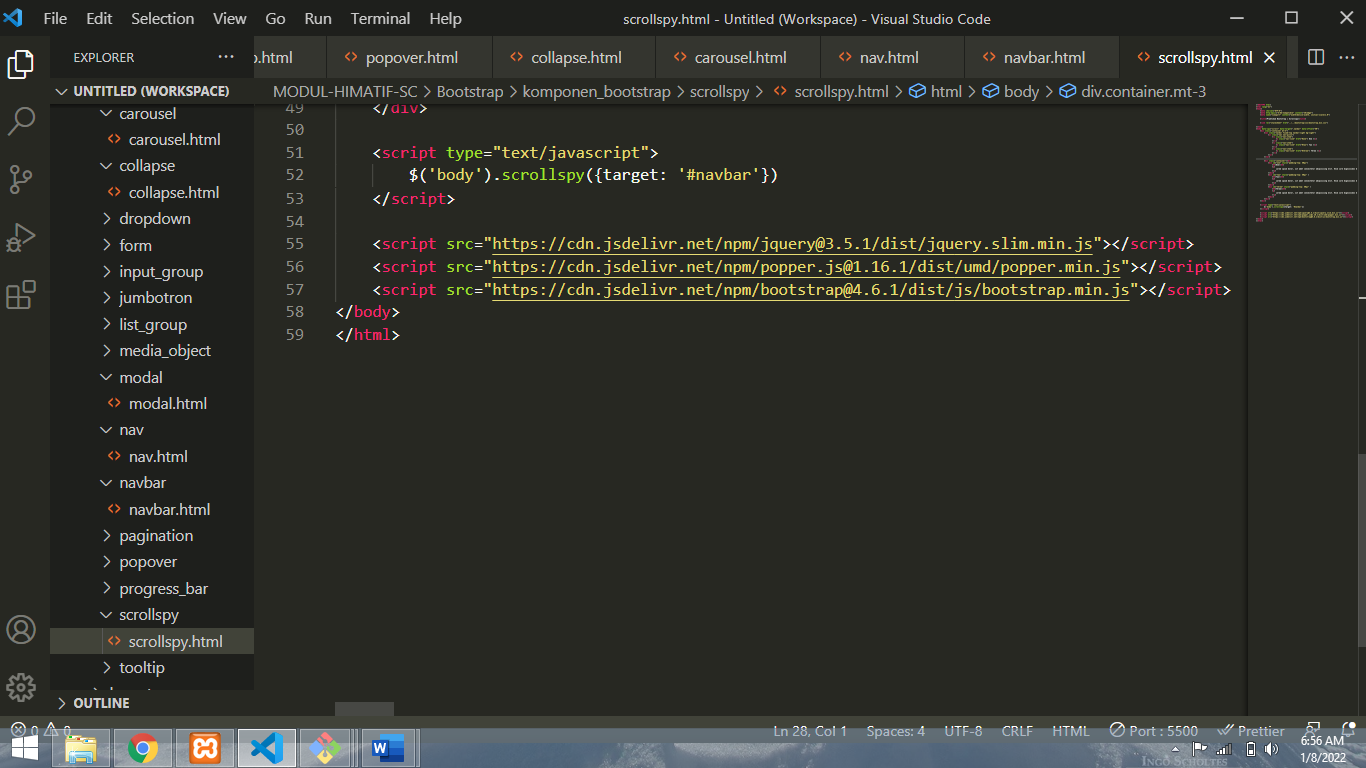 File Edit Selection View Go Run Terminal Help
scrollspy.html - Untitled (Workspace) - Visual Studio Code
EXPLORER
popover.html collapse.html carousel.html nav.html navbar.html scrollspy.html
UNTITLED (WORKSPACE)
MODUL-HIMATIF-SC > Bootstrap > komponen_bootstrap > scrollspy > scrollspy.html > html > body > div.container.mt-3
carousel
carousel.html
collapse
collapse.html
dropdown
form
input_group
jumbotron
list_group
media_object
modal
modal.html
nav
nav.html
navbar
navbar.html
pagination
popover
progress_bar
scrollspy
scrollspy.html
tooltip
OUTLINE
49 </div>
50
51 <script type="text/javascript">
52 $('body').scrollspy({target: '#navbar'})
53 </script>
54
55 <script src="https://cdn.jsdelivr.net/npm/jquery@3.5.1/dist/jquery.slim.min.js"></script>
56 <script src="https://cdn.jsdelivr.net/npm/popper.js@1.16.1/dist/umd/popper.min.js"></script>
57 <script src="https://cdn.jsdelivr.net/npm/bootstrap@4.6.1/dist/js/bootstrap.min.js"></script>
58 </body>
59 </html>
0 0
Ln 28, Col 1 Spaces: 4 UTF-8 CRLF HTML Port : 5500 Prettier
6:56 AM
1/8/2022
INGO SCHOLTES